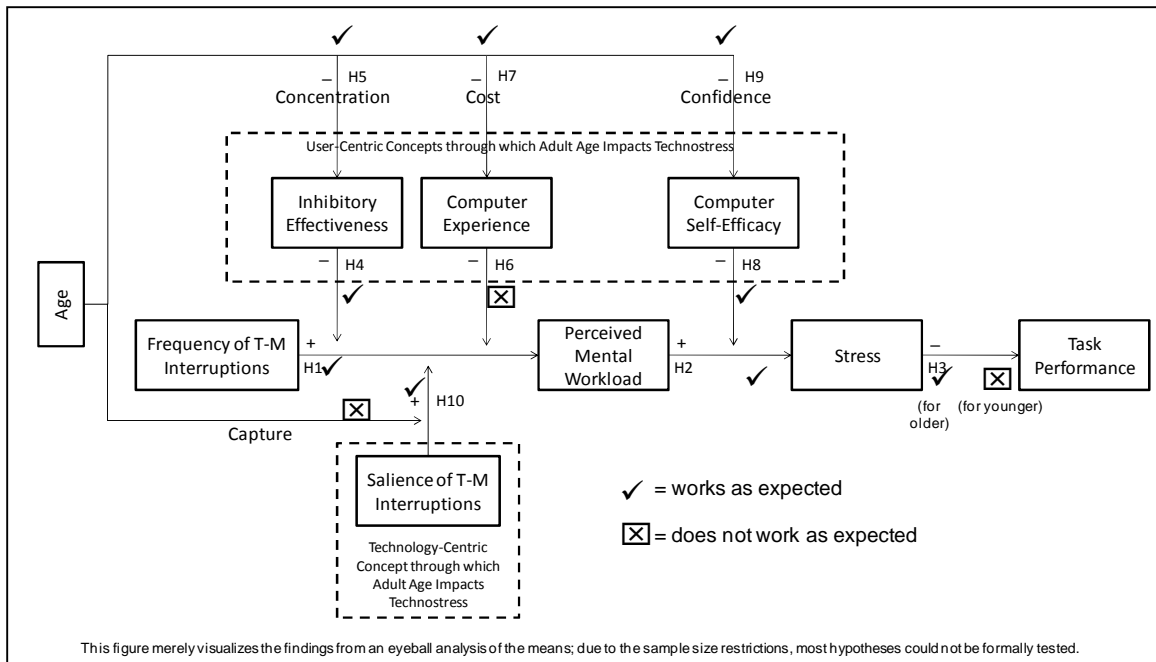 – H5
Concentration
– H7
Cost
– H9
Confidence
User-Centric Concepts through which Adult Age Impacts Technostress
Inhibitory
Effectiveness
Computer
Experience
Computer
Self-Efficacy
– H4
– H6
– H8
Age
Frequency of T-M
Interruptions
+
H1
Perceived
Mental
Workload
+
H2
Stress
–
H3
(for
older)
(for younger)
Task
Performance
+ H10
Capture
Salience of T-M
Interruptions
Technology-Centric
Concept through which
Adult Age Impacts
Technostress
✓ = works as expected
☒ = does not work as expected
This figure merely visualizes the findings from an eyeball analysis of the means; due to the sample size restrictions, most hypotheses could not be formally tested.